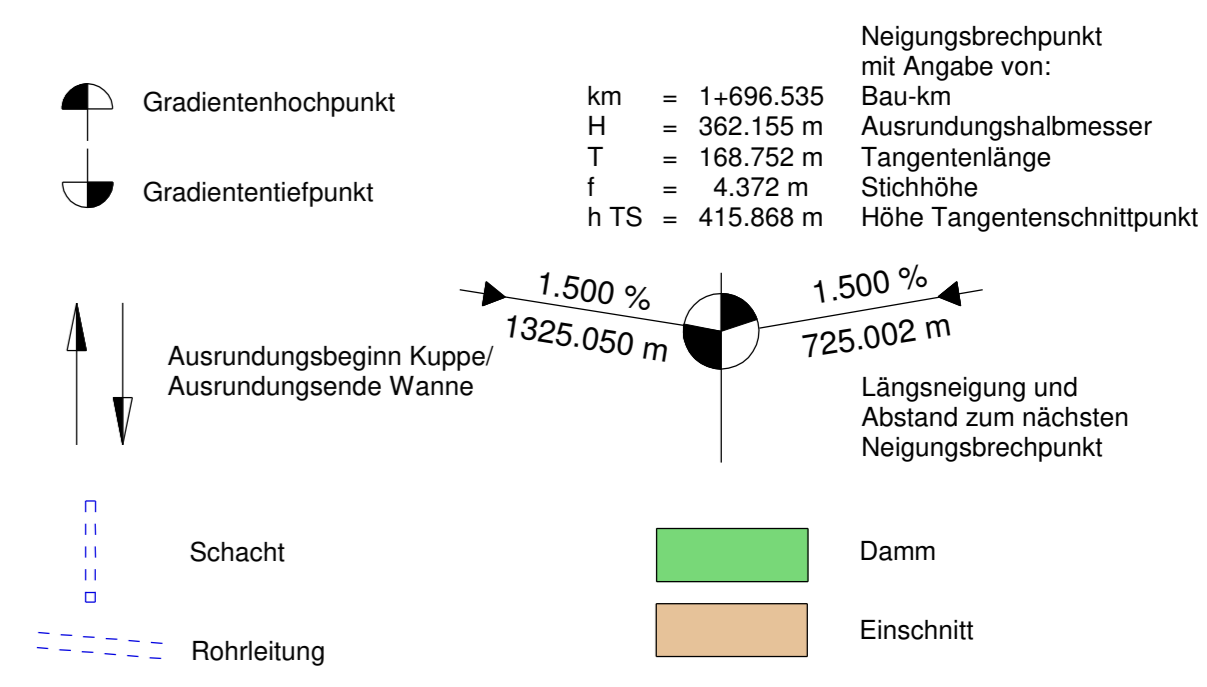 Gradientenhochpunkt
Gradiententiefpunkt
Neigungsbrechpunkt
mit Angabe von:
km = 1+696.535 Bau-km
H = 362.155 m Ausrundungshalbmesser
T = 168.752 m Tangentenlänge
f = 4.372 m Stichhöhe
h TS = 415.868 m Höhe Tangentenschnittpunkt
Ausrundungsbeginn Kuppe/
Ausrundungsende Wanne
1.500 %
1325.050 m
1.500 %
725.002 m
Längsneigung und
Abstand zum nächsten
Neigungsbrechpunkt
Schacht
Rohrleitung
Damm
Einschnitt